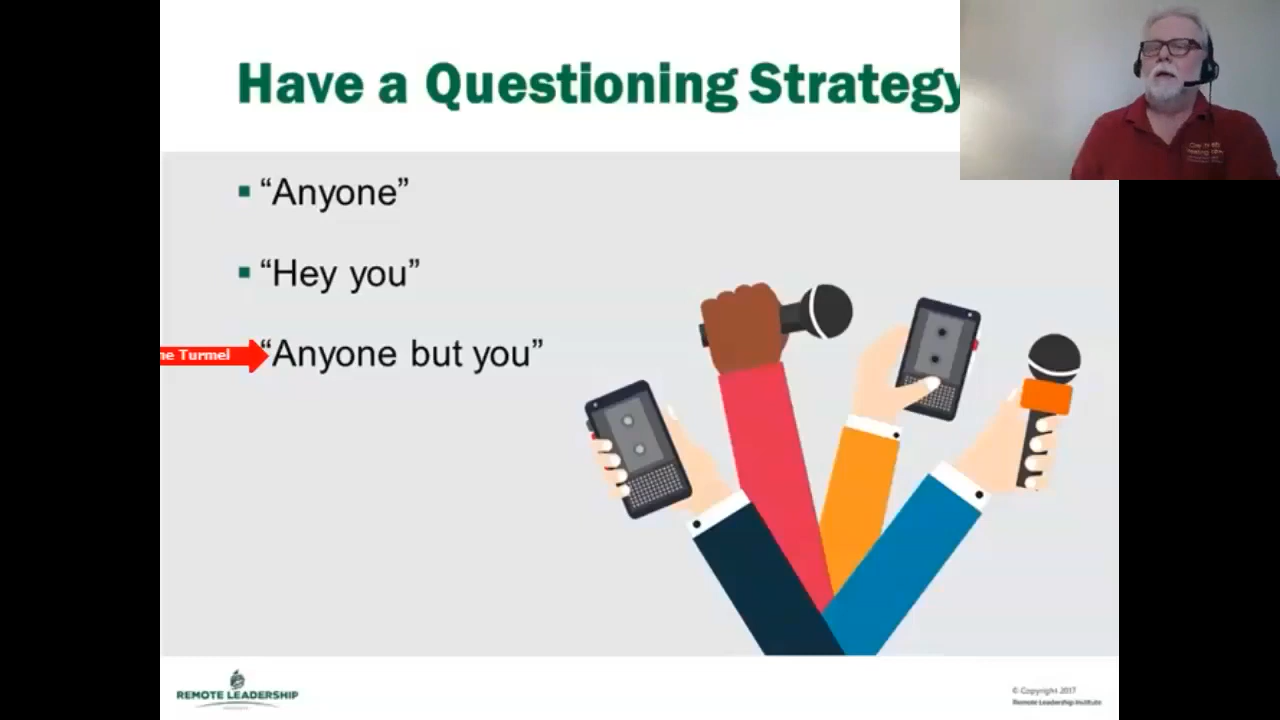 Have a Questioning Strategy
“Anyone”
“Hey you”
ne Turmel
“Anyone but you”
REMOTE LEADERSHIP
© Copyright 2017
Remote Leadership Institute